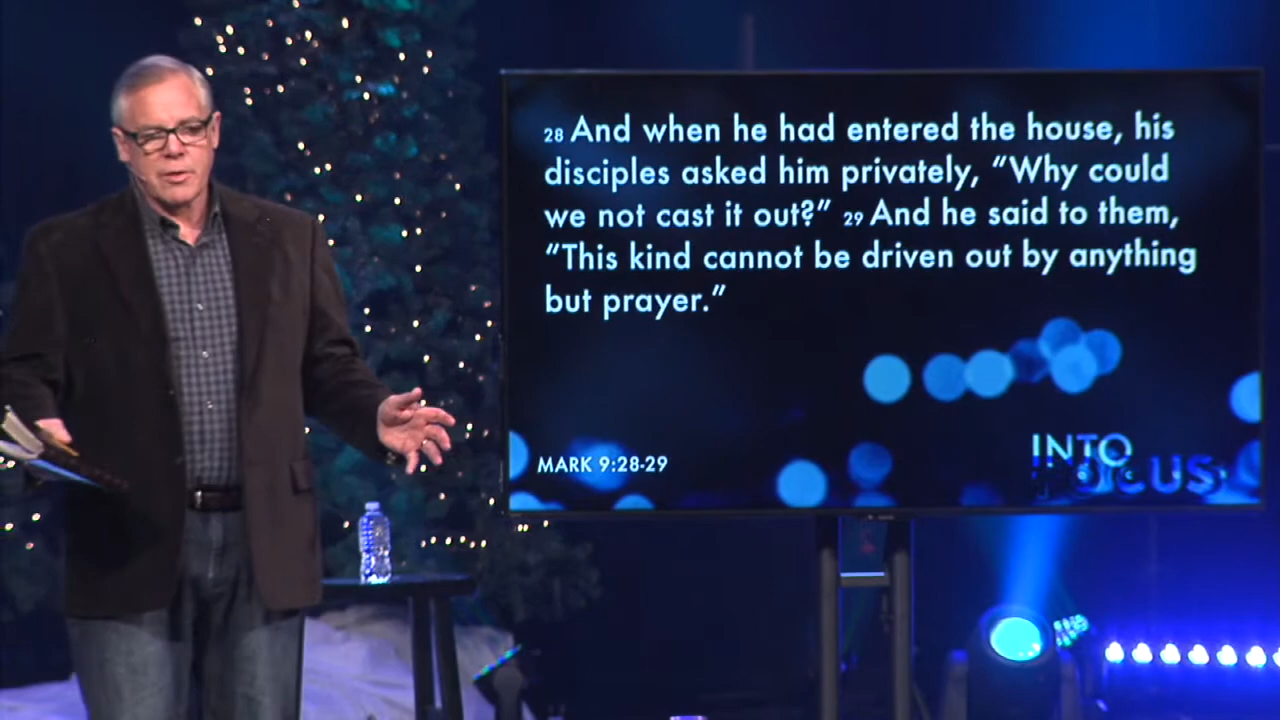 28 And when he had entered the house, his
disciples asked him privately, “Why could
we not cast it out?” 29 And he said to them,
“This kind cannot be driven out by anything
but prayer.”
MARK 9:28-29
INTO
FOCUS